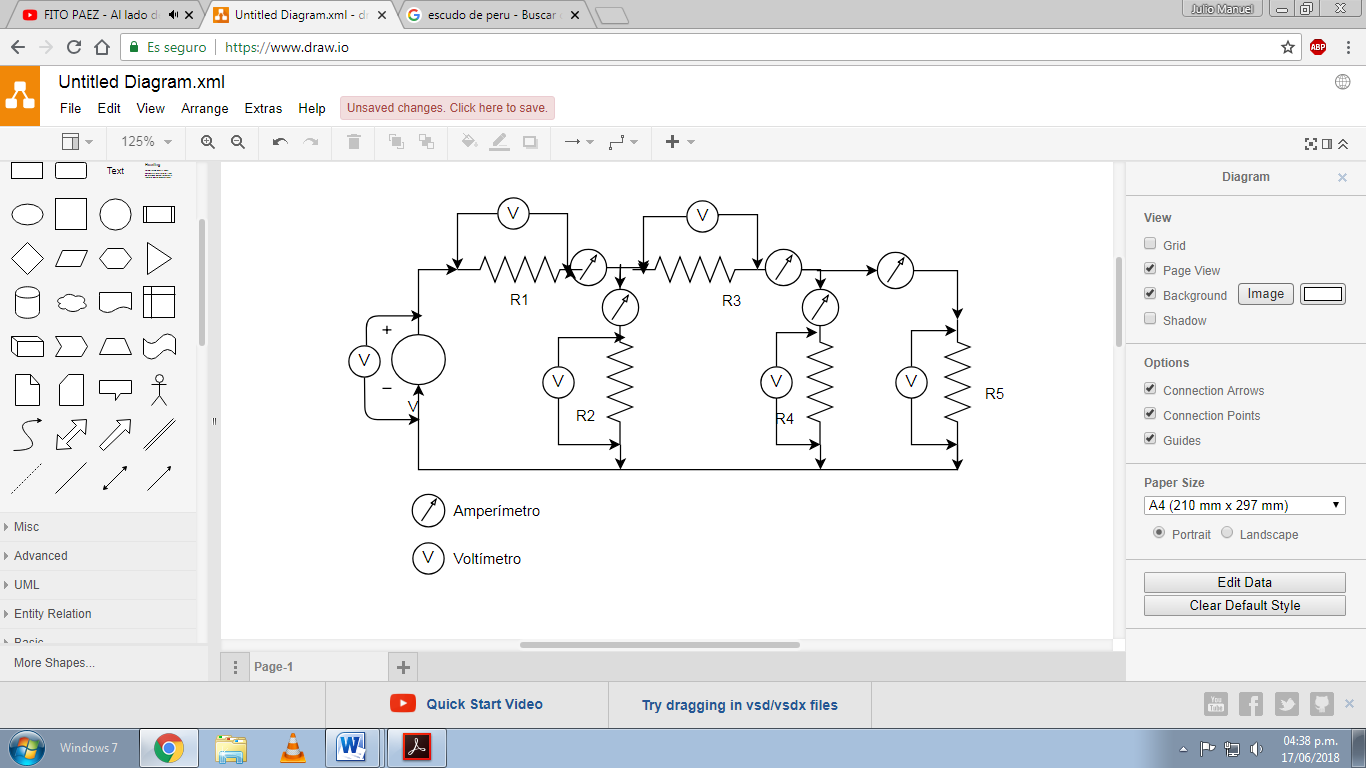 FITO PAEZ - Al lado d
Untitled Diagram.xml - d
escudo de peru - Buscar
Julio Manuel
Es seguro
https://www.draw.io
ABP
Untitled Diagram.xml
File Edit View Arrange Extras Help
Unsaved changes. Click here to save.
125%
Text
Heading
Misc
Advanced
UML
Entity Relation
Basic
More Shapes...
V
V
R1
R3
+
V
−
V
V
V
V
R2
R4
R5
Amperímetro
V
Voltímetro
Diagram
View
Grid
Page View
Background
Image
Shadow
Options
Connection Arrows
Connection Points
Guides
Paper Size
A4 (210 mm x 297 mm)
Portrait
Landscape
Edit Data
Clear Default Style
Page-1
Quick Start Video
Try dragging in vsd/vsdx files
You
Tube
Windows 7
04:38 p.m.
17/06/2018